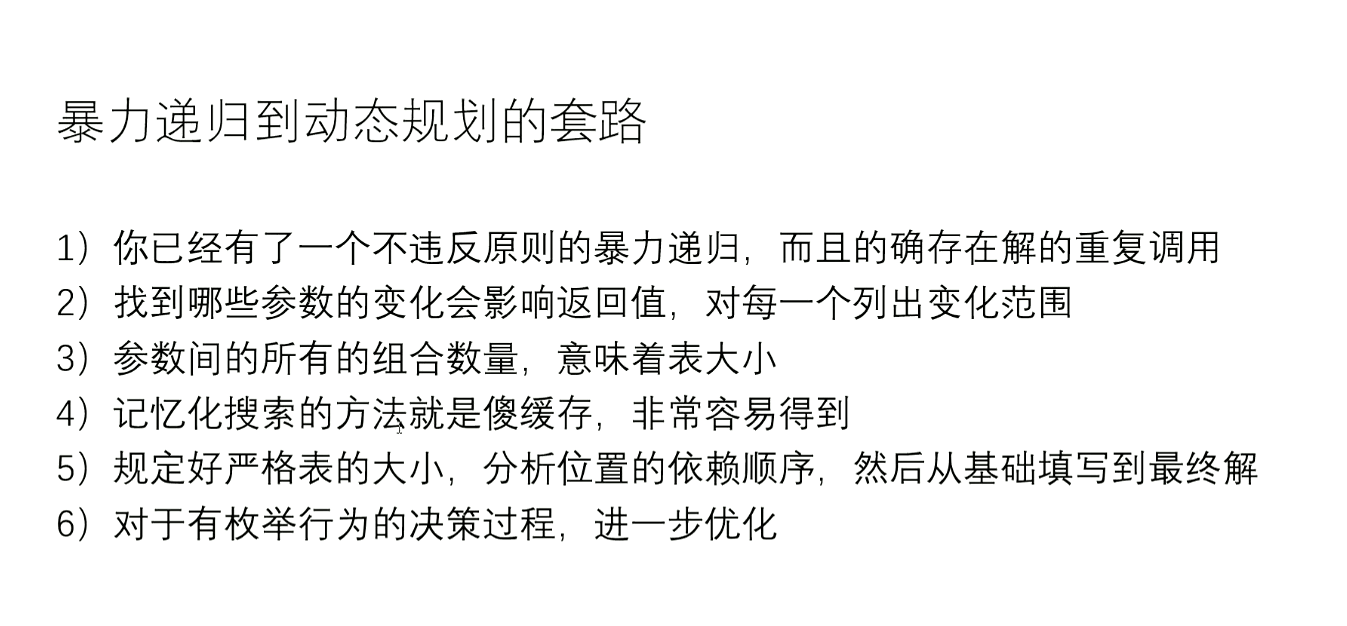 暴力递归到动态规划的套路
1）你已经有了一个不违反原则的暴力递归，而且的确存在解的重复调用
2）找到哪些参数的变化会影响返回值，对每一个列出变化范围
3）参数间的所有的组合数量，意味着表大小
4）记忆化搜索的方法就是傻缓存，非常容易得到
5）规定好严格表的大小，分析位置的依赖顺序，然后从基础填写到最终解
6）对于有枚举行为的决策过程，进一步优化